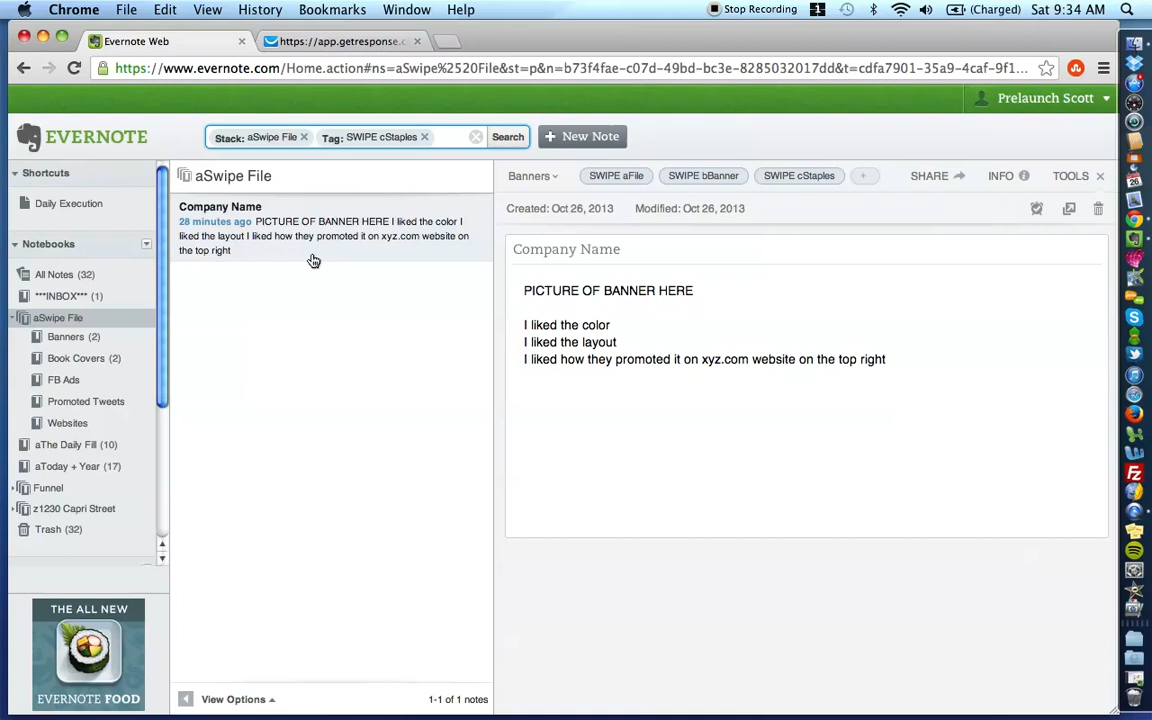 Chrome File Edit View History Bookmarks Window Help Stop Recording 1 (Charged) Sat 9:34 AM
Evernote Web https://app.getresponse.c
https://www.evernote.com/Home.action#ns=aSwipe%2520File&st=p&n=b73f4fae-c07d-49bd-bc3e-8285032017dd&t=cdfa7901-35a9-4caf-9f1...
Prelaunch Scott
EVERNOTE Stack: aSwipe File Tag: SWIPE cStaples Search + New Note
Shortcuts
Daily Execution
Notebooks
All Notes (32)
***INBOX*** (1)
aSwipe File
Banners (2)
Book Covers (2)
FB Ads
Promoted Tweets
Websites
aThe Daily Fill (10)
aToday + Year (17)
Funnel
z1230 Capri Street
Trash (32)
THE ALL NEW
EVERNOTE FOOD
aSwipe File
Company Name
28 minutes ago PICTURE OF BANNER HERE I liked the color I
liked the layout I liked how they promoted it on xyz.com website on
the top right
View Options 1-1 of 1 notes
Banners SWIPE aFile SWIPE bBanner SWIPE cStaples + SHARE INFO TOOLS
Created: Oct 26, 2013 Modified: Oct 26, 2013
Company Name
PICTURE OF BANNER HERE
I liked the color
I liked the layout
I liked how they promoted it on xyz.com website on the top right